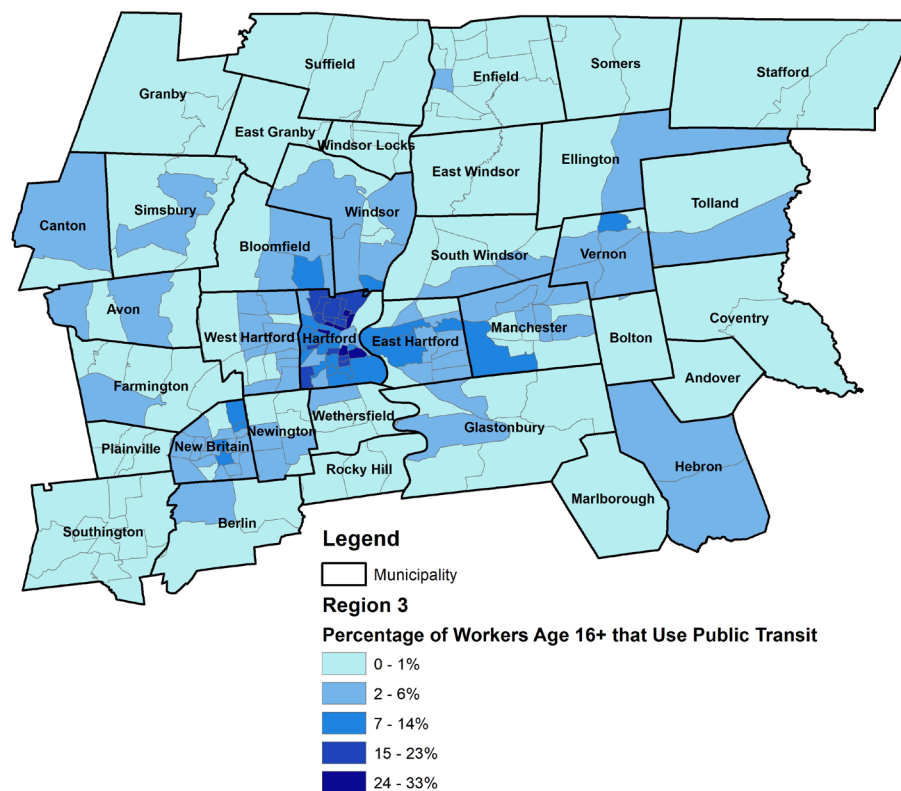 Suffield
Enfield
Somers
Stafford
Granby
East Granby
Windsor Locks
East Windsor
Ellington
Tolland
Canton
Simsbury
Windsor
Bloomfield
South Windsor
Vernon
Avon
West Hartford
Hartford
East Hartford
Manchester
Bolton
Coventry
Farmington
Andover
Wethersfield
Glastonbury
Plainville
New Britain
Newington
Rocky Hill
Hebron
Marlborough
Southington
Berlin
Legend
Municipality
Region 3
Percentage of Workers Age 16+ that Use Public Transit
0 - 1%
2 - 6%
7 - 14%
15 - 23%
24 - 33%